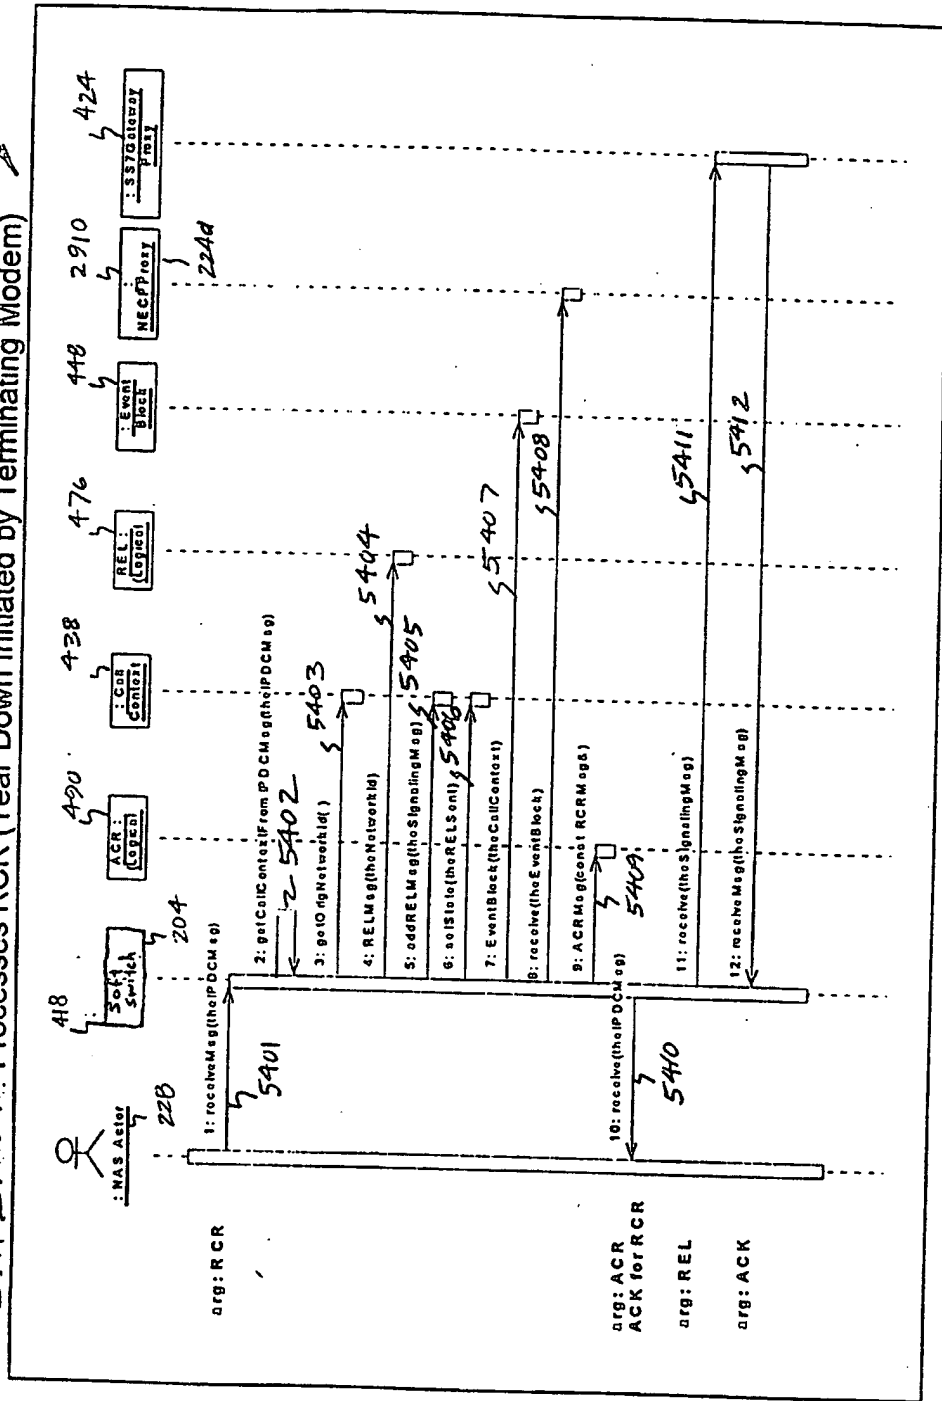 Processes RCR (Tear Down Initiated by Terminating Modem)
418
490
438
476
448
2910
424
: NAS Actor
Soft
Switch
ACR :
(Logical
: Call
Context
REL :
(Logical
: Event
Block
:
NECP Proxy
: SS7 Gateway
Proxy
228
204
224d
arg: RCR
1: receiveMsg(theIPDCMsg)
5401
2: getCallContextFromIPDCMsg(theIPDCMsg)
5402
3: getOrigNetworkId( )
5403
4: RELMsg(theNetworkId)
5404
5: addRELMsg(theSignalingMsg)
5405
6: setState(theRELSent)
5406
7: EventBlock(theCallContext)
5407
8: receive(theEventBlock)
5408
9: ACRMsg(const RCRMsg&)
5409
arg: ACR
ACK for RCR
10: receive(theIPDCMsg)
5410
arg: REL
11: receive(theSignalingMsg)
5411
arg: ACK
12: receiveMsg(theSignalingMsg)
5412